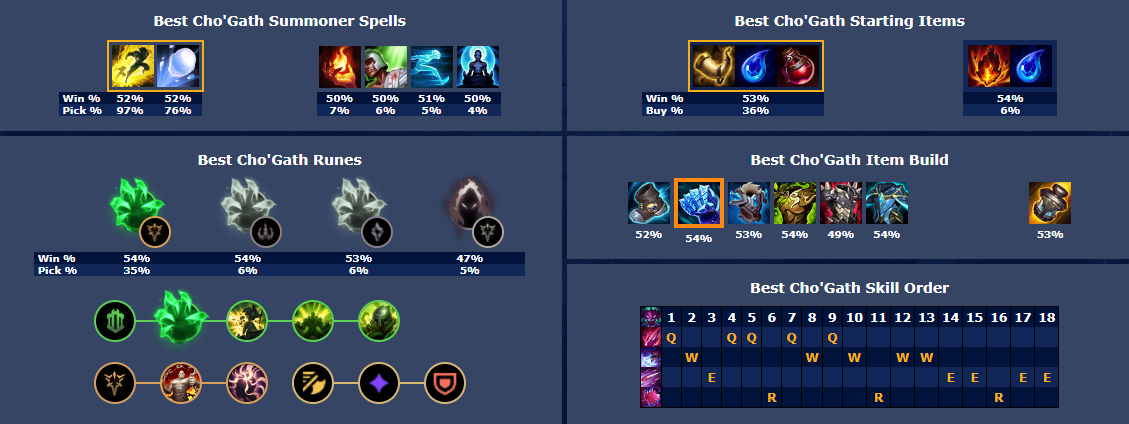 Best Cho'Gath Summoner Spells
Win % 52% 52% 50% 50% 51% 50%
Pick % 97% 76% 7% 6% 5% 4%
Best Cho'Gath Starting Items
Win % 53% 54%
Buy % 36% 6%
Best Cho'Gath Runes
Win % 54% 54% 53% 47%
Pick % 35% 6% 6% 5%
Best Cho'Gath Item Build
52% 54% 53% 54% 49% 54% 53%
Best Cho'Gath Skill Order
1 2 3 4 5 6 7 8 9 10 11 12 13 14 15 16 17 18
Q Q Q Q Q
W W W W W
E E E E E
R R R